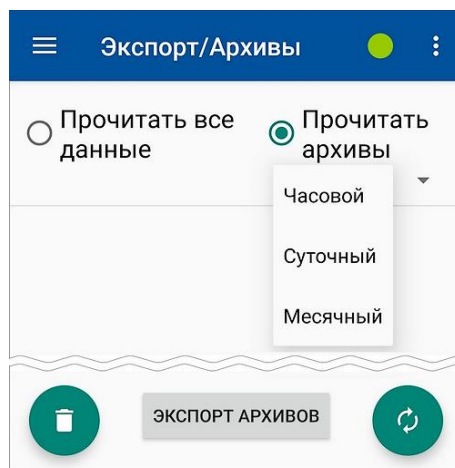 Экспорт/Архивы
Прочитать все
данные
Прочитать
архивы
Часовой
Суточный
Месячный
ЭКСПОРТ АРХИВОВ